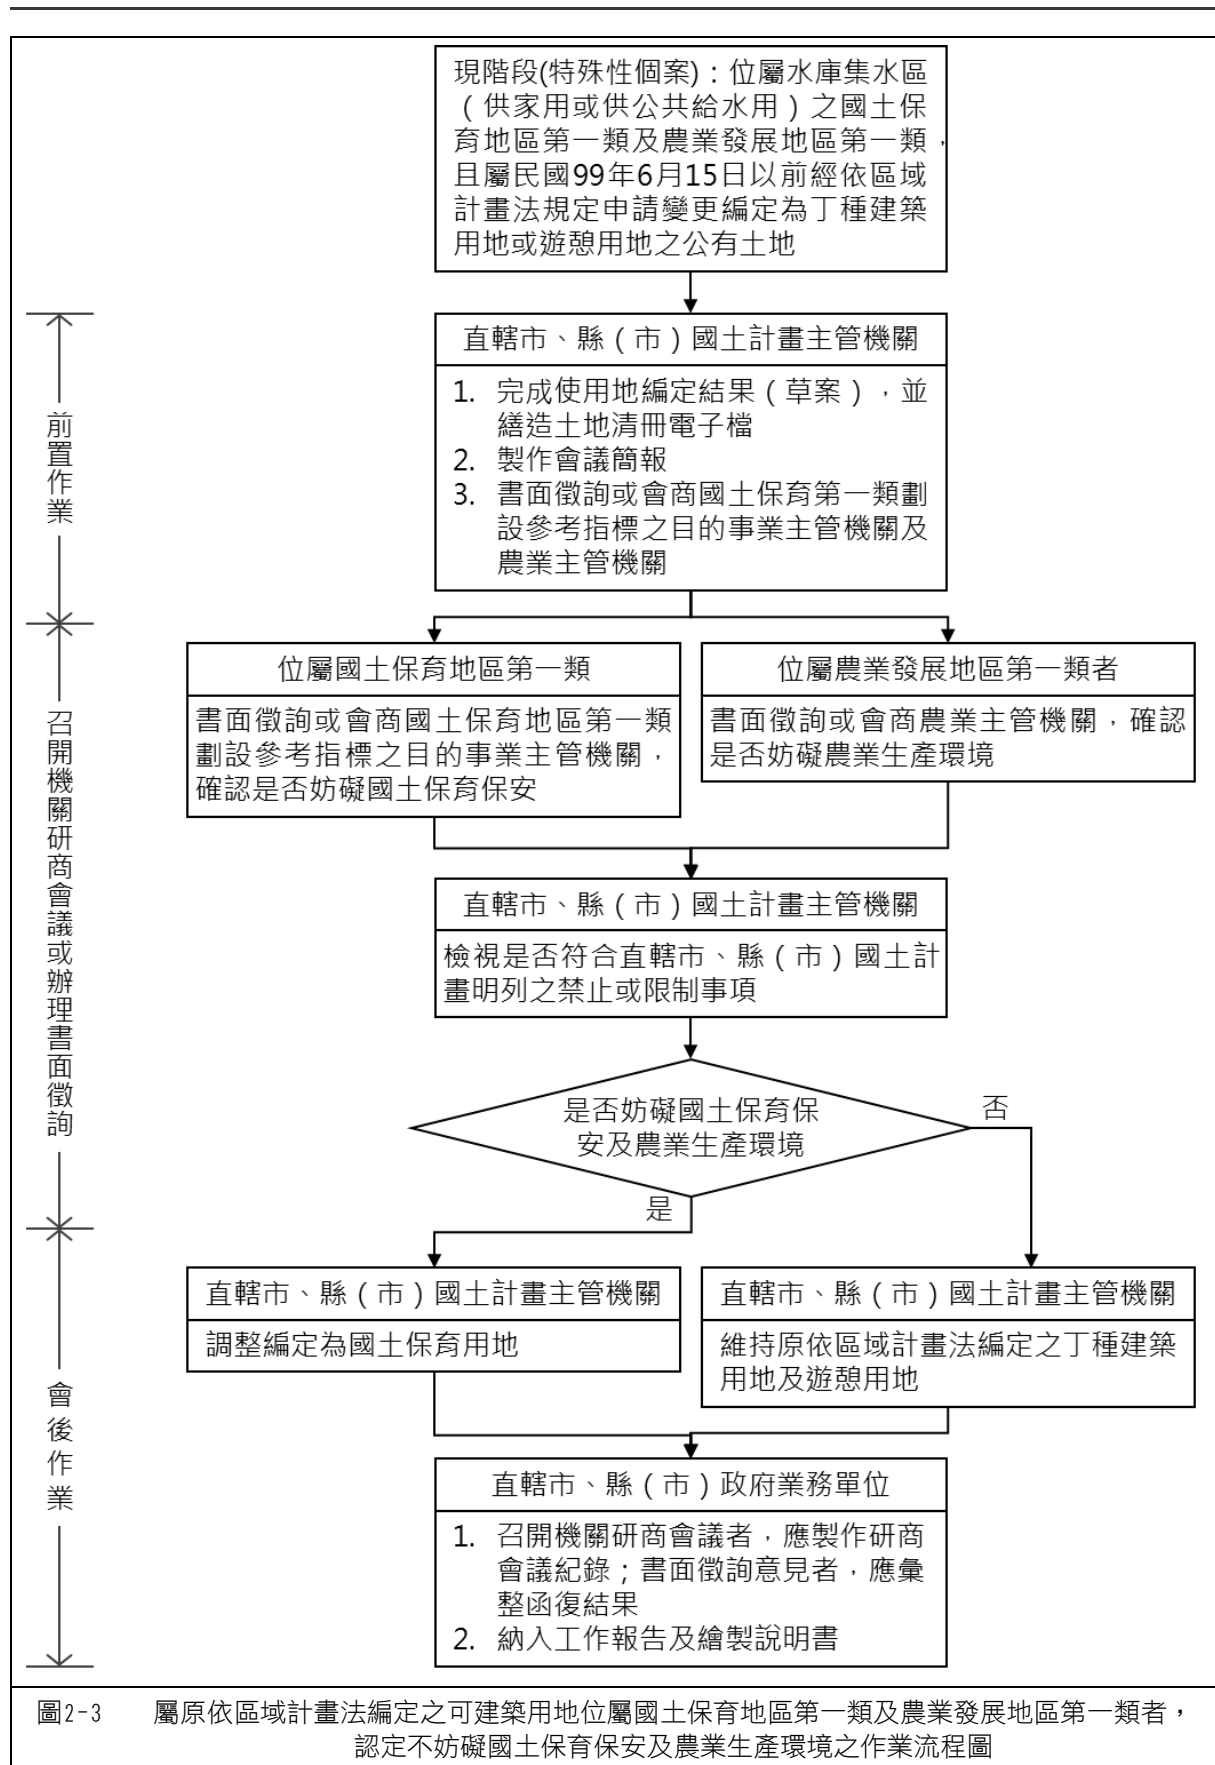 現階段(特殊性個案)：位屬水庫集水區
（供家用或供公共給水用）之國土保
育地區第一類及農業發展地區第一類，
且屬民國99年6月15日以前經依區域
計畫法規定申請變更編定為丁種建築
用地或遊憩用地之公有土地
前置作業
直轄市、縣（市）國土計畫主管機關
1. 完成使用地編定結果（草案），並
繕造土地清冊電子檔
2. 製作會議簡報
3. 書面徵詢或會商國土保育第一類劃
設參考指標之目的事業主管機關及
農業主管機關
召開機關研商會議或辦理書面徵詢
位屬國土保育地區第一類
書面徵詢或會商國土保育地區第一類
劃設參考指標之目的事業主管機關，
確認是否妨礙國土保育保安
位屬農業發展地區第一類者
書面徵詢或會商農業主管機關，確認
是否妨礙農業生產環境
直轄市、縣（市）國土計畫主管機關
檢視是否符合直轄市、縣（市）國土計
畫明列之禁止或限制事項
是否妨礙國土保育保
安及農業生產環境
否
是
會後作業
直轄市、縣（市）國土計畫主管機關
調整編定為國土保育用地
直轄市、縣（市）國土計畫主管機關
維持原依區域計畫法編定之丁種建築
用地及遊憩用地
直轄市、縣（市）政府業務單位
1. 召開機關研商會議者，應製作研商
會議紀錄；書面徵詢意見者，應彙
整函復結果
2. 納入工作報告及繪製說明書
圖2-3 屬原依區域計畫法編定之可建築用地位屬國土保育地區第一類及農業發展地區第一類者，
認定不妨礙國土保育保安及農業生產環境之作業流程圖